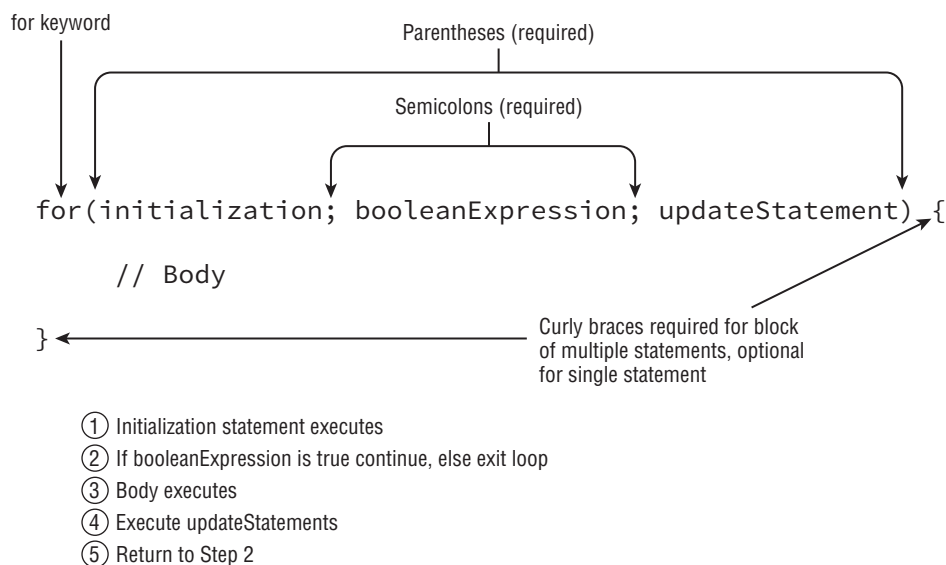 for keyword
Parentheses (required)
Semicolons (required)
for(initialization; booleanExpression; updateStatement) {
// Body
Curly braces required for block
of multiple statements, optional
for single statement
}
1 Initialization statement executes
2 If booleanExpression is true continue, else exit loop
3 Body executes
4 Execute updateStatements
5 Return to Step 2